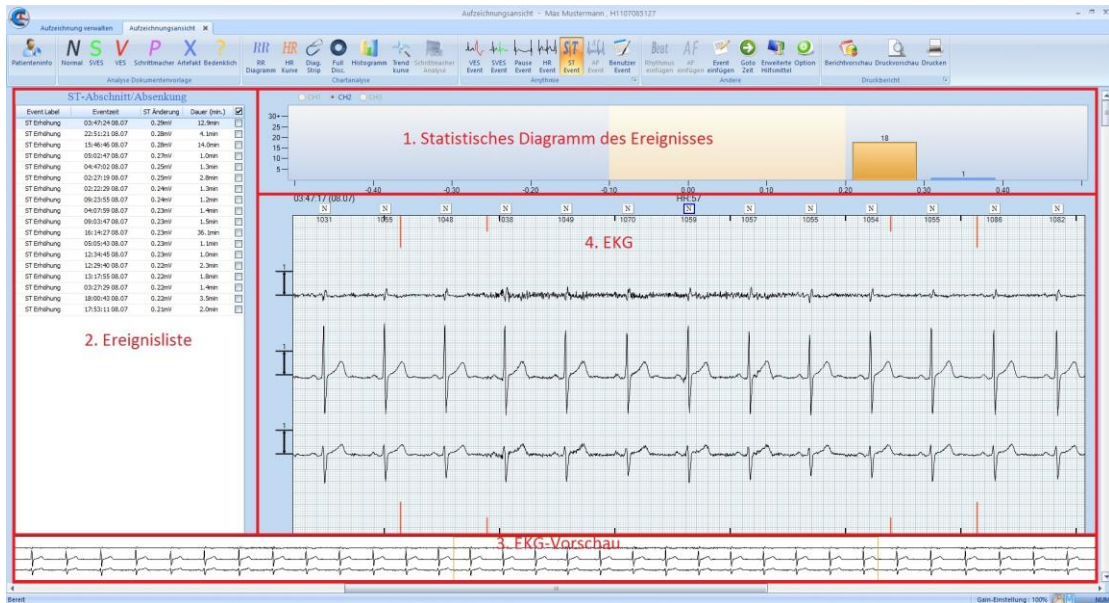 Aufzeichnungsansicht - Max Mustermann , H1107085127
Aufzeichnung verwalten Aufzeichnungsansicht
N S V P X ? RR HR ST Beat AF
Patienteninfo Normal SVES VES Schrittmacher Artefakt Bedenklich RR Diagramm HR Kurve Diag. Strip Full Disc. Histogramm Trend kurve Schrittmacher Analyse VES Event SVES Event Pause Event HR Event ST Event AF Event Benutzer Event Rhythmus einfügen AF einfügen Event einfügen Goto Zeit Erweiterte Hilfsmittel Option Berichtvorschau Druckvorschau Drucken
Analyse Dokumentenvorlage Chartanalyse Arrythmie Andere Druckbericht
ST-Abschnitt/Absenkung
Event Label Eventzeit ST Änderung Dauer (min.)
ST Erhöhung 03:47:24 08.07 0.29mV 12.9min
ST Erhöhung 22:51:21 08.07 0.28mV 4.1min
ST Erhöhung 15:46:46 08.07 0.28mV 14.0min
ST Erhöhung 05:02:47 08.07 0.27mV 1.0min
ST Erhöhung 04:47:02 08.07 0.25mV 1.3min
ST Erhöhung 02:27:19 08.07 0.25mV 2.8min
ST Erhöhung 02:22:29 08.07 0.24mV 1.3min
ST Erhöhung 09:23:55 08.07 0.24mV 1.2min
ST Erhöhung 04:07:59 08.07 0.23mV 1.4min
ST Erhöhung 09:03:47 08.07 0.23mV 1.5min
ST Erhöhung 16:14:27 08.07 0.23mV 36.1min
ST Erhöhung 05:05:43 08.07 0.23mV 1.1min
ST Erhöhung 12:34:45 08.07 0.23mV 1.0min
ST Erhöhung 12:29:40 08.07 0.22mV 2.3min
ST Erhöhung 13:17:55 08.07 0.22mV 1.8min
ST Erhöhung 03:27:29 08.07 0.22mV 1.4min
ST Erhöhung 18:00:43 08.07 0.22mV 3.5min
ST Erhöhung 17:53:11 08.07 0.21mV 2.0min
2. Ereignisliste
CH1 CH2 CH3
1. Statistisches Diagramm des Ereignisses
30+
25
20
15
10
5
18
1
-0.40 -0.30 -0.20 -0.10 0.00 0.10 0.20 0.30 0.40
03:47:17 (08.07) HR:57
N N N N N N N N N N N N N
1031 1065 1048 1038 1049 1070 1059 1057 1055 1054 1055 1086 1082
4. EKG
1
1
1
3. EKG-Vorschau
Bereit Gain-Einstellung : 100% NUM